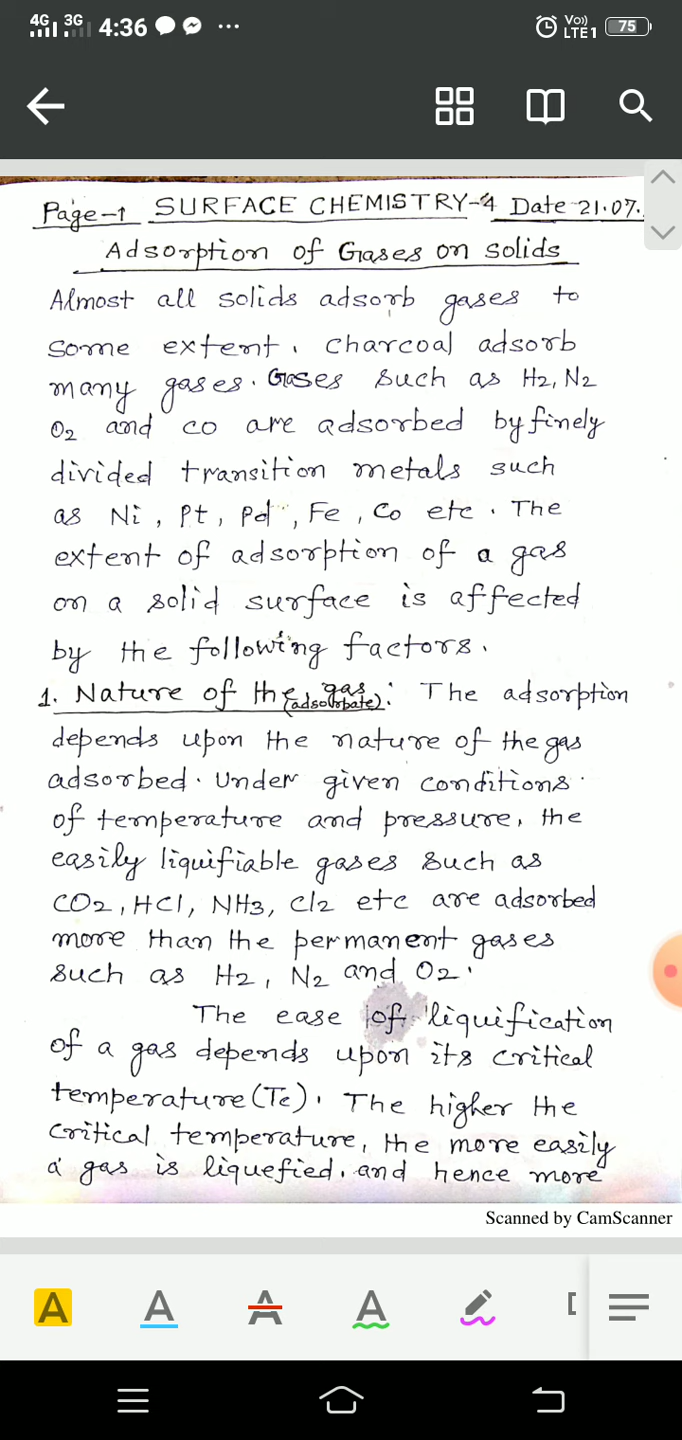 4G 3G 4:36 ... Vo)) LTE1 75
Page-1 SURFACE CHEMISTRY-4 Date 21.07.
Adsorption of Gases on solids
Almost all solids adsorb gases to
some extent. Charcoal adsorb
many gases. Gases such as H2, N2
O2 and CO are adsorbed by finely
divided transition metals such
as Ni, Pt, Pd, Fe, Co etc. The
extent of adsorption of a gas
on a solid surface is affected
by the following factors.
1. Nature of the gas (adsorbate): The adsorption
depends upon the nature of the gas
adsorbed. Under given conditions
of temperature and pressure, the
easily liquifiable gases such as
CO2, HCl, NH3, Cl2 etc are adsorbed
more than the permanent gases
such as H2, N2 and O2.
The ease of liquification
of a gas depends upon its critical
temperature (Tc). The higher the
critical temperature, the more easily
a gas is liquefied. and hence more
Scanned by CamScanner
A A A A